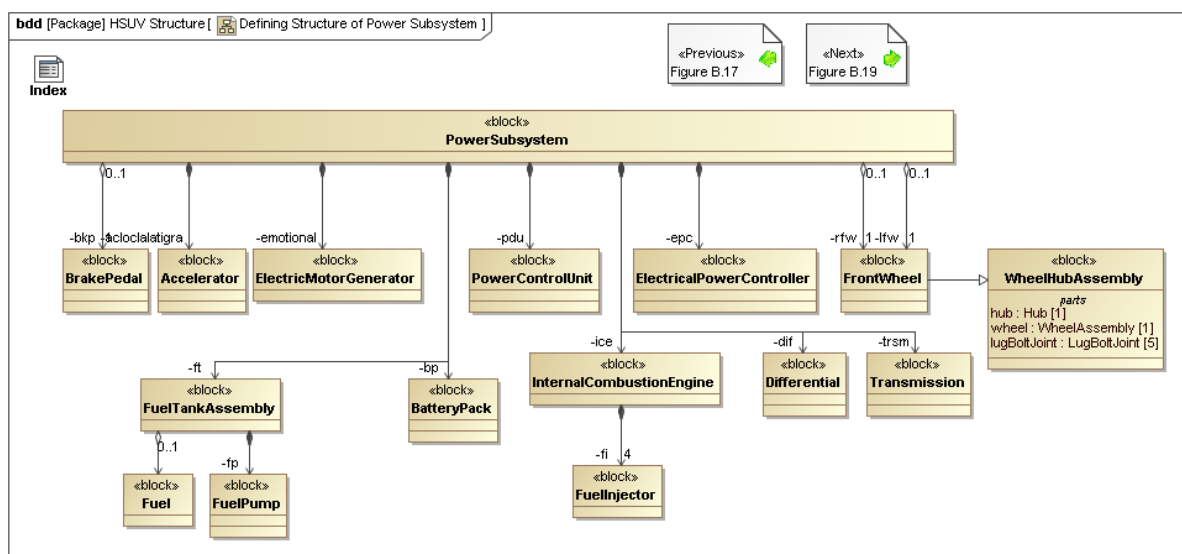 bdd [Package] HSUV Structure [ Defining Structure of Power Subsystem ]
Index
«Previous»
Figure B.17
«Next»
Figure B.19
«block»
PowerSubsystem
0..1
0..1
0..1
-bkp
-emotional
-pdu
-epc
-rfw 1
-lfw 1
«block»
BrakePedal
«block»
Accelerator
«block»
ElectricMotorGenerator
«block»
PowerControlUnit
«block»
ElectricalPowerController
«block»
FrontWheel
«block»
WheelHubAssembly
parts
hub : Hub [1]
wheel : WheelAssembly [1]
lugBoltJoint : LugBoltJoint [5]
-ft
-bp
-ice
-dif
-trsm
«block»
FuelTankAssembly
«block»
BatteryPack
«block»
InternalCombustionEngine
«block»
Differential
«block»
Transmission
0..1
-fp
-fi 4
«block»
Fuel
«block»
FuelPump
«block»
FuelInjector